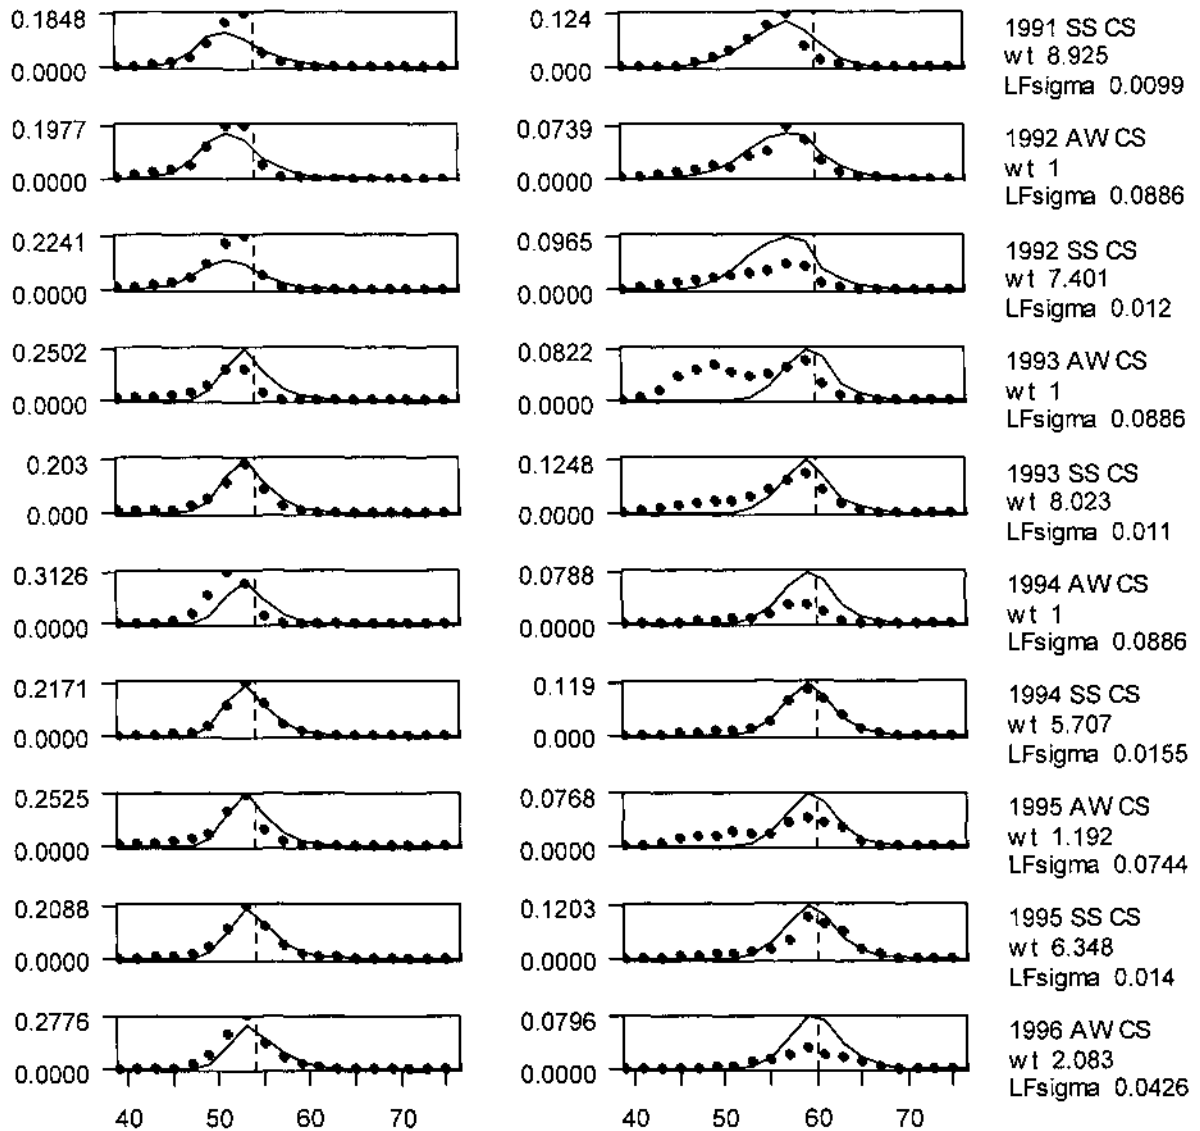 0.1848
0.0000
0.124
0.000
1991 SS CS
wt 8.925
LFsigma 0.0099
0.1977
0.0000
0.0739
0.0000
1992 AW CS
wt 1
LFsigma 0.0886
0.2241
0.0000
0.0965
0.0000
1992 SS CS
wt 7.401
LFsigma 0.012
0.2502
0.0000
0.0822
0.0000
1993 AW CS
wt 1
LFsigma 0.0886
0.203
0.000
0.1248
0.0000
1993 SS CS
wt 8.023
LFsigma 0.011
0.3126
0.0000
0.0788
0.0000
1994 AW CS
wt 1
LFsigma 0.0886
0.2171
0.0000
0.119
0.000
1994 SS CS
wt 5.707
LFsigma 0.0155
0.2525
0.0000
0.0768
0.0000
1995 AW CS
wt 1.192
LFsigma 0.0744
0.2088
0.0000
0.1203
0.0000
1995 SS CS
wt 6.348
LFsigma 0.014
0.2776
0.0000
0.0796
0.0000
1996 AW CS
wt 2.083
LFsigma 0.0426
40 50 60 70
40 50 60 70